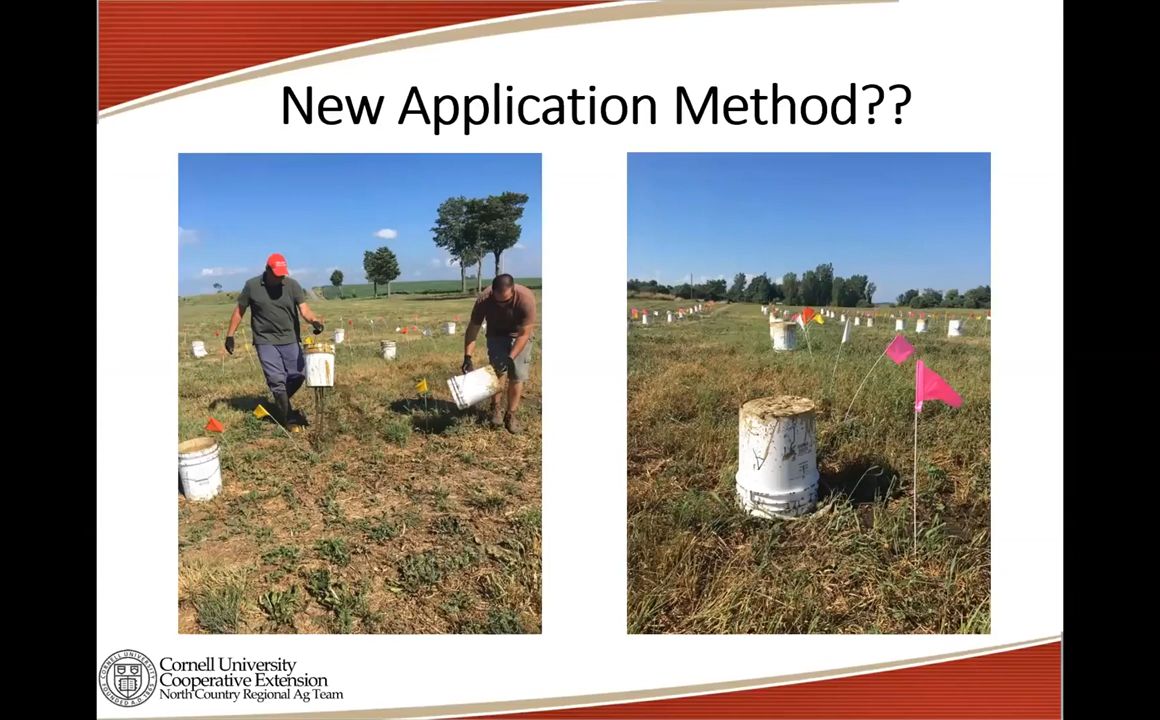 New Application Method??
Cornell University
Cooperative Extension
North Country Regional Ag Team